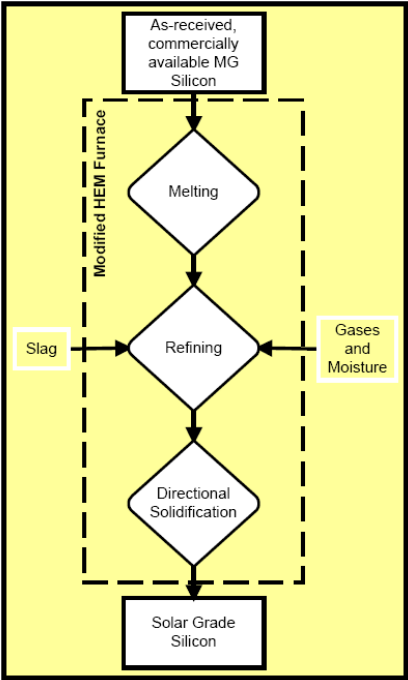 As-received,
commercially
available MG
Silicon
Modified HEM Furnace
Melting
Slag
Refining
Gases
and
Moisture
Directional
Solidification
Solar Grade
Silicon